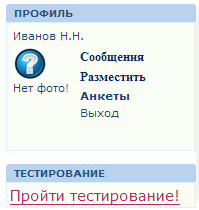 ПРОФИЛЬ
Иванов Н.Н.
Сообщения
Разместить
Нет фото!
Анкеты
Выход
ТЕСТИРОВАНИЕ
Пройти тестирование!